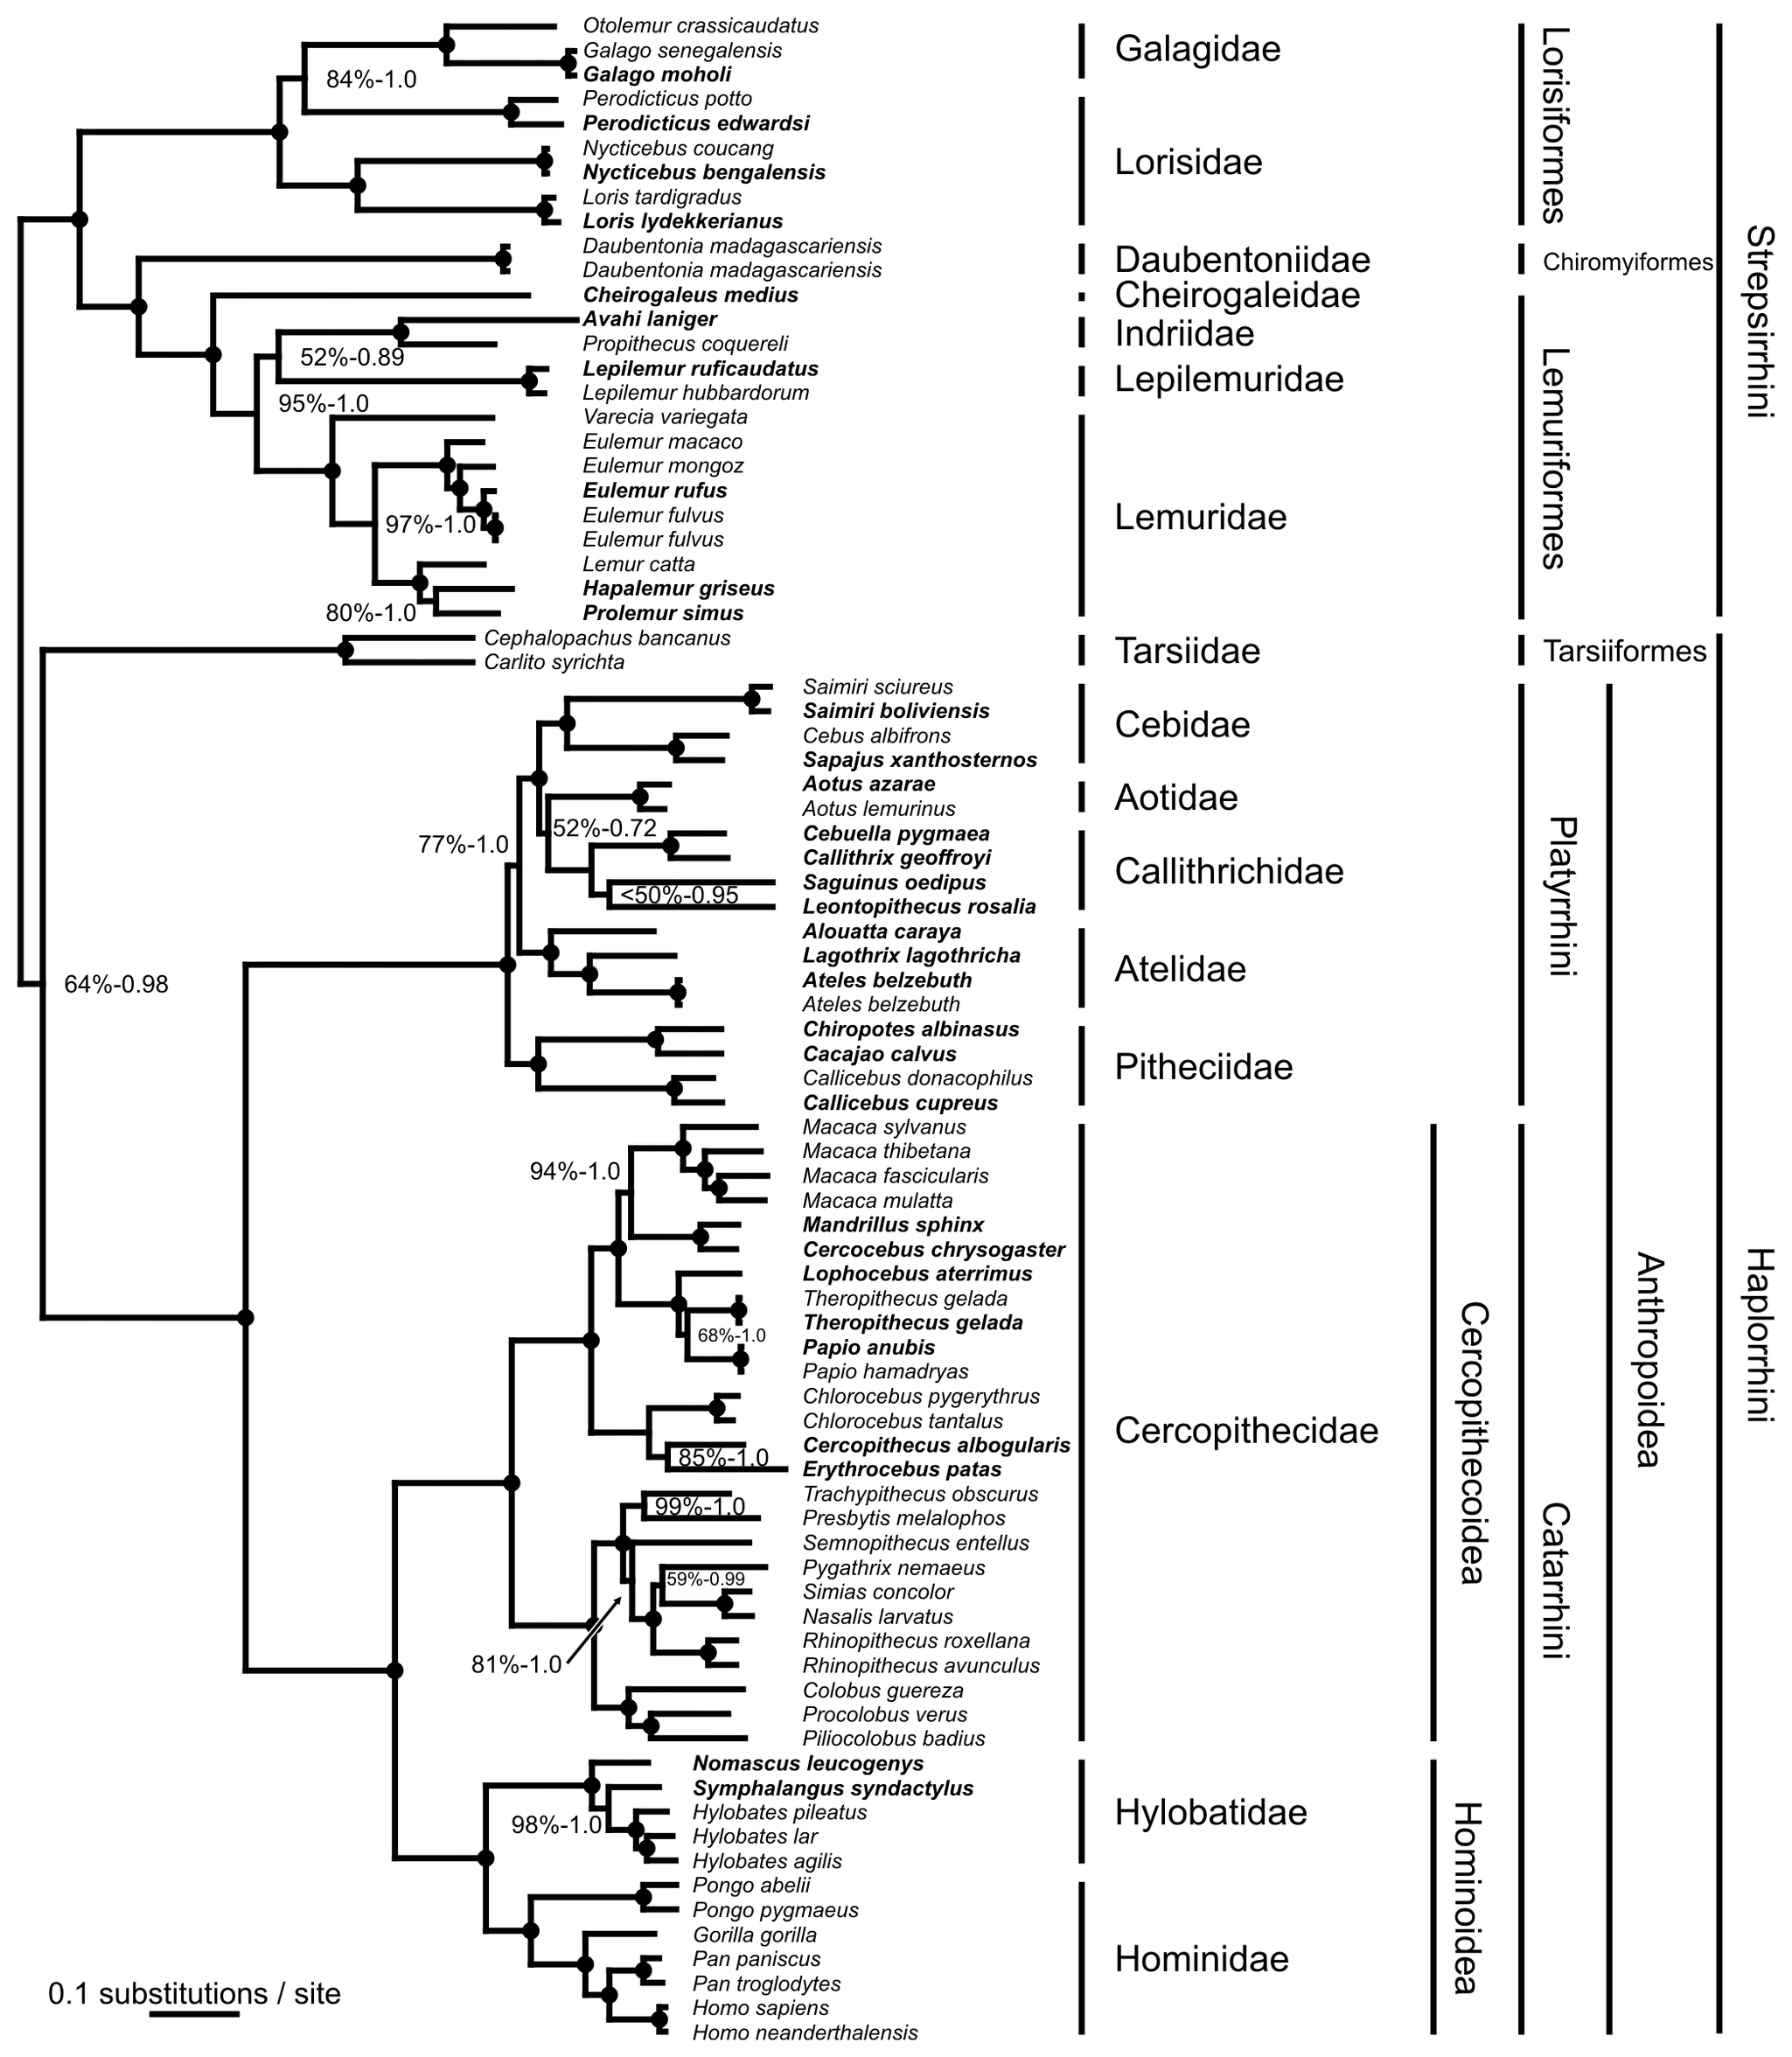 Otolemur crassicaudatus
Galago senegalensis
Galago moholi
84%-1.0
Perodicticus potto
Perodicticus edwardsi
Nycticebus coucang
Nycticebus bengalensis
Loris tardigradus
Loris lydekkerianus
Daubentonia madagascariensis
Daubentonia madagascariensis
Cheirogaleus medius
Avahi laniger
Propithecus coquereli
52%-0.89
Lepilemur ruficaudatus
Lepilemur hubbardorum
95%-1.0
Varecia variegata
Eulemur macaco
Eulemur mongoz
Eulemur rufus
Eulemur fulvus
97%-1.0
Eulemur fulvus
Lemur catta
Hapalemur griseus
Prolemur simus
80%-1.0
Cephalopachus bancanus
Carlito syrichta
Saimiri sciureus
Saimiri boliviensis
Cebus albifrons
Sapajus xanthosternos
Aotus azarae
Aotus lemurinus
52%-0.72
Cebuella pygmaea
77%-1.0
Callithrix geoffroyi
Saguinus oedipus
<50%-0.95
Leontopithecus rosalia
Alouatta caraya
Lagothrix lagothricha
Ateles belzebuth
64%-0.98
Ateles belzebuth
Chiropotes albinasus
Cacajao calvus
Callicebus donacophilus
Callicebus cupreus
Macaca sylvanus
Macaca thibetana
94%-1.0
Macaca fascicularis
Macaca mulatta
Mandrillus sphinx
Cercocebus chrysogaster
Lophocebus aterrimus
Theropithecus gelada
Theropithecus gelada
68%-1.0
Papio anubis
Papio hamadryas
Chlorocebus pygerythrus
Chlorocebus tantalus
Cercopithecus albogularis
85%-1.0
Erythrocebus patas
Trachypithecus obscurus
99%-1.0
Presbytis melalophos
Semnopithecus entellus
Pygathrix nemaeus
59%-0.99
Simias concolor
Nasalis larvatus
Rhinopithecus roxellana
81%-1.0
Rhinopithecus avunculus
Colobus guereza
Procolobus verus
Piliocolobus badius
Nomascus leucogenys
Symphalangus syndactylus
Hylobates pileatus
98%-1.0
Hylobates lar
Hylobates agilis
Pongo abelii
Pongo pygmaeus
Gorilla gorilla
Pan paniscus
Pan troglodytes
Homo sapiens
Homo neanderthalensis
0.1 substitutions / site
Galagidae
Lorisidae
Daubentoniidae
Cheirogaleidae
Indriidae
Lepilemuridae
Lemuridae
Tarsiidae
Cebidae
Aotidae
Callithrichidae
Atelidae
Pitheciidae
Cercopithecidae
Hylobatidae
Hominidae
Cercopithecoidea
Hominoidea
Lorisiformes
Chiromyiformes
Lemuriformes
Tarsiiformes
Platyrrhini
Catarrhini
Anthropoidea
Strepsirrhini
Haplorrhini